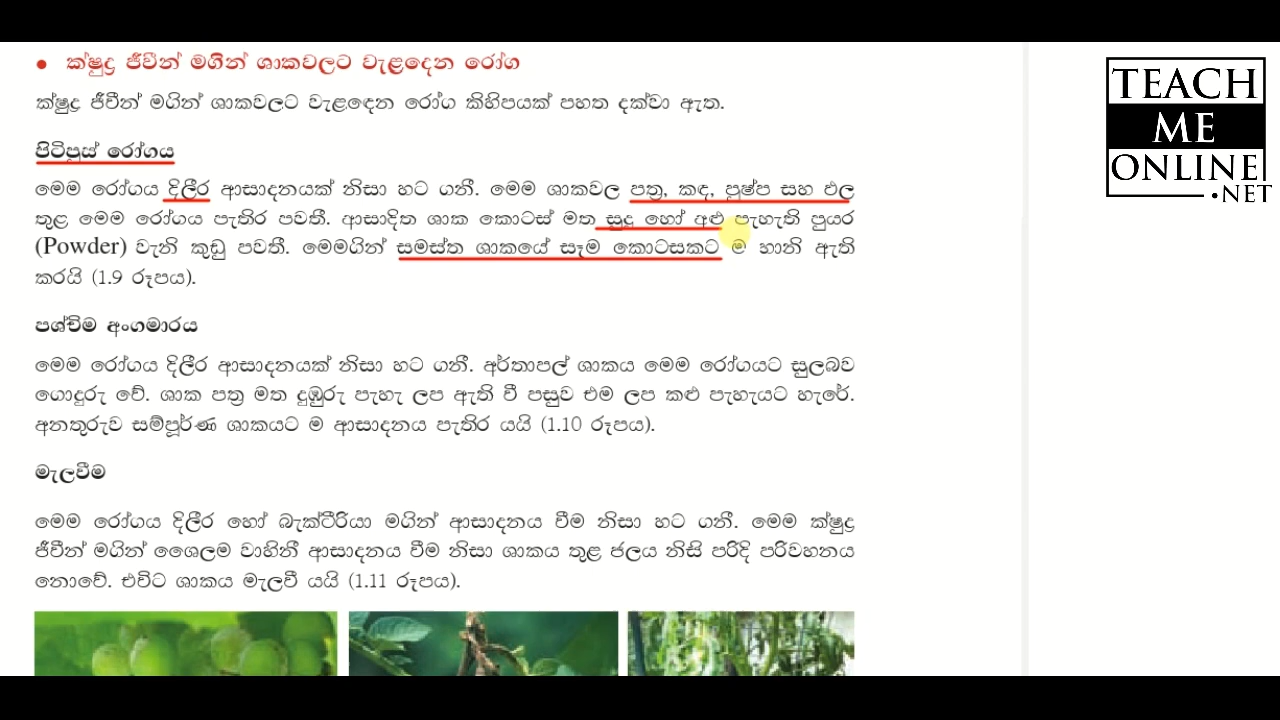 • ක්ෂුද්‍ර ජීවීන් මගින් ශාකවලට වැළඳෙන රෝග
ක්ෂුද්‍ර ජීවීන් මගින් ශාකවලට වැළඳෙන රෝග කිහිපයක් පහත දක්වා ඇත.
පිටිපුස් රෝගය
මෙම රෝගය දිලීර ආසාදනයක් නිසා හට ගනී. මෙම ශාකවල පත්‍ර, කඳ, පුෂ්ප සහ ඵල
තුළ මෙම රෝගය පැතිර පවතී. ආසාදිත ශාක කොටස් මත සුදු හෝ අළු පැහැති පුයර
(Powder) වැනි කුඩු පවතී. මෙමගින් සමස්ත ශාකයේ සෑම කොටසකට ම හානි ඇති
කරයි (1.9 රූපය).
පශ්චිම අංගමාරය
මෙම රෝගය දිලීර ආසාදනයක් නිසා හට ගනී. අර්තාපල් ශාකය මෙම රෝගයට සුලබව
ගොදුරු වේ. ශාක පත්‍ර මත දුඹුරු පැහැ ලප ඇති වී පසුව එම ලප කළු පැහැයට හැරේ.
අනතුරුව සම්පූර්ණ ශාකයට ම ආසාදනය පැතිර යයි (1.10 රූපය).
මැලවීම
මෙම රෝගය දිලීර හෝ බැක්ටීරියා මගින් ආසාදනය වීම නිසා හට ගනී. මෙම ක්ෂුද්‍ර
ජීවීන් මගින් ශෛලම වාහිනී ආසාදනය වීම නිසා ශාකය තුළ ජලය නිසි පරිදි පරිවහනය
නොවේ. එවිට ශාකය මැලවී යයි (1.11 රූපය).
TEACH
ME
ONLINE
.NET